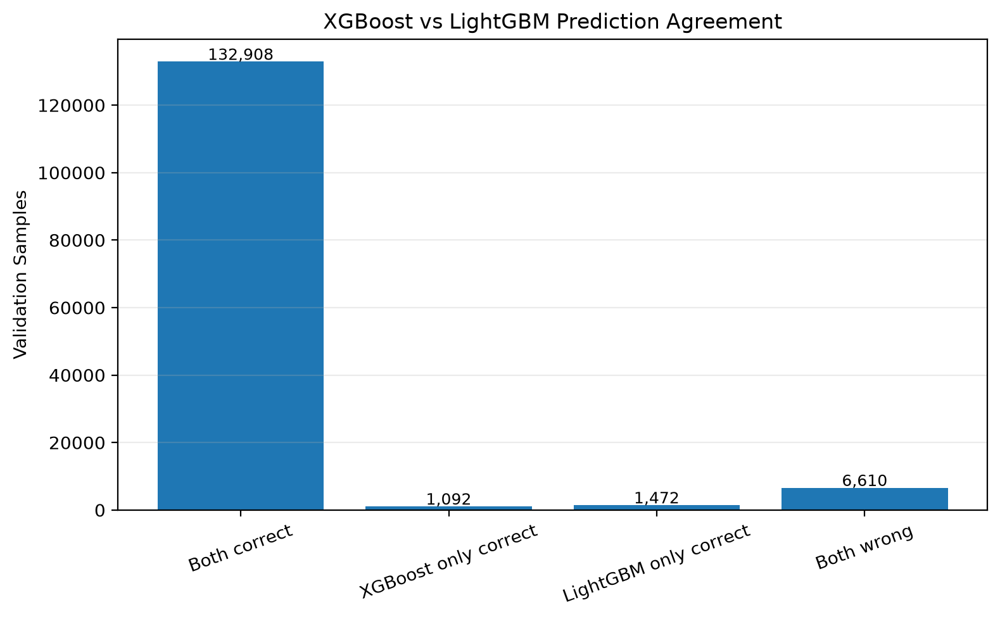 XGBoost vs LightGBM Prediction Agreement
Validation Samples
120000
100000
80000
60000
40000
20000
0
132,908
1,092
1,472
6,610
Both correct
XGBoost only correct
LightGBM only correct
Both wrong